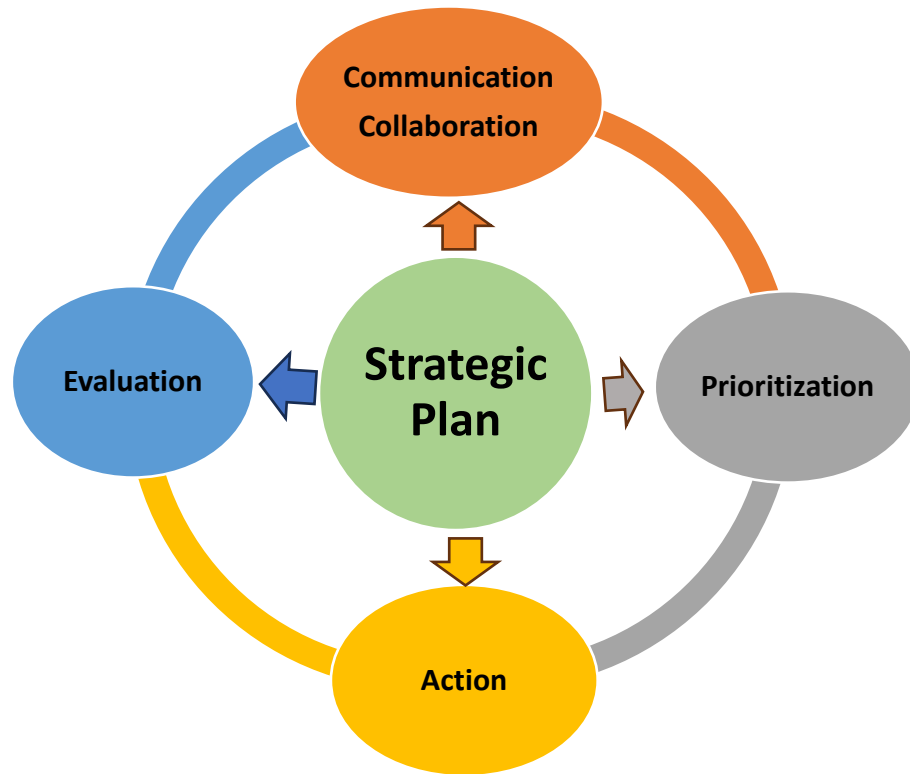 Communication
Collaboration
Evaluation
Strategic
Plan
Prioritization
Action